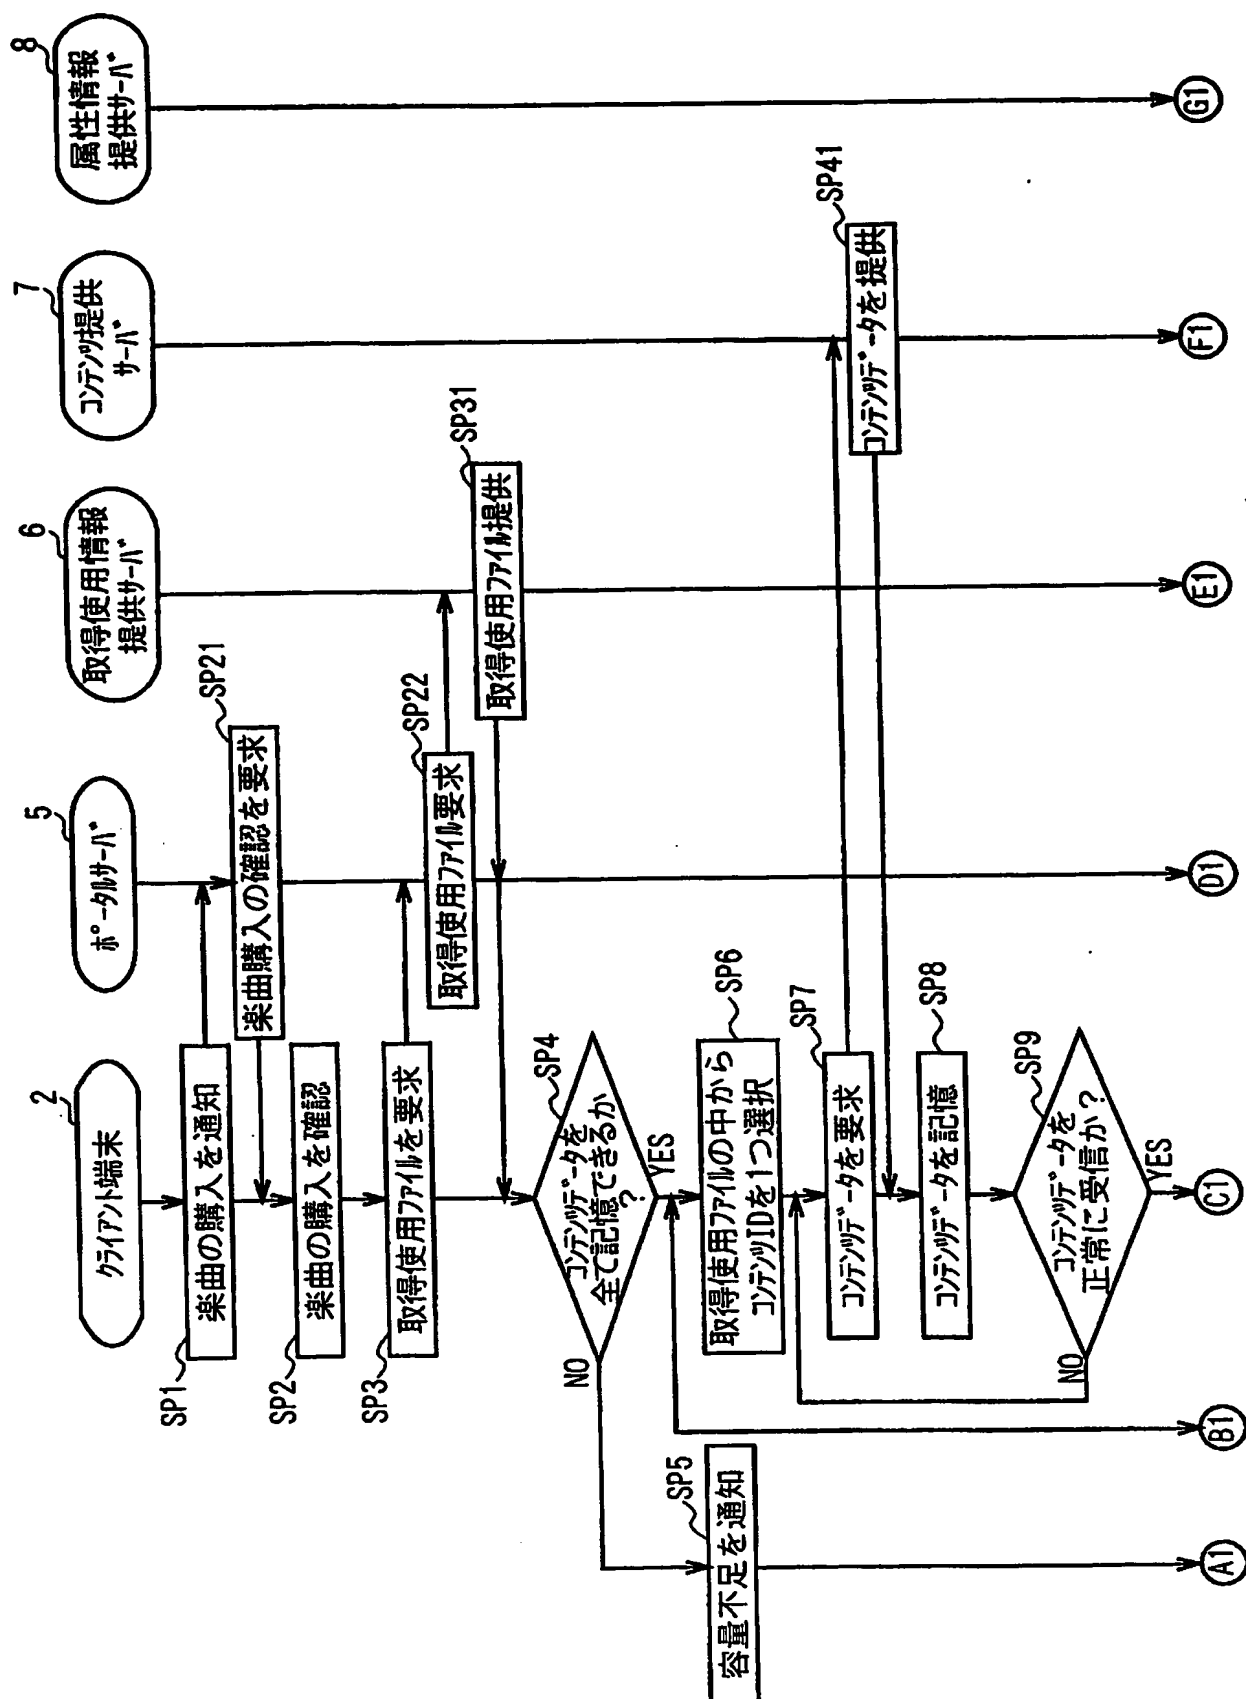 2
クライアント端末
5
ポータルサーバ
6
取得使用情報
提供サーバ
7
コンテンツ提供
サーバ
8
属性情報
提供サーバ
SP1
楽曲の購入を通知
SP21
楽曲購入の確認を要求
SP2
楽曲の購入を確認
SP3
取得使用ファイルを要求
SP22
取得使用ファイル要求
SP31
取得使用ファイル提供
SP4
コンテンツデータを
全て記憶できるか
?
NO
YES
SP5
容量不足を通知
SP6
取得使用ファイルの中から
コンテンツIDを1つ選択
SP7
コンテンツデータを要求
SP41
コンテンツデータを提供
SP8
コンテンツデータを記憶
SP9
コンテンツデータを
正常に受信か?
NO
YES
A1
B1
C1
D1
E1
F1
G1